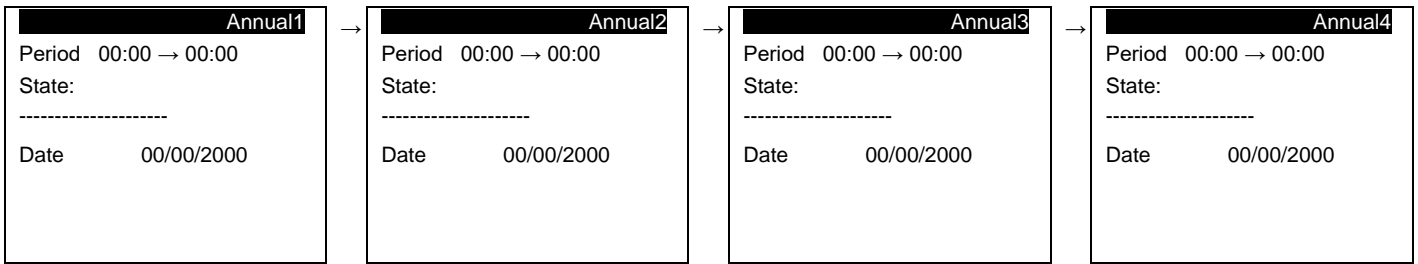 Annual1
Period 00:00 → 00:00
State:
---------------------
Date 00/00/2000
→
Annual2
Period 00:00 → 00:00
State:
---------------------
Date 00/00/2000
→
Annual3
Period 00:00 → 00:00
State:
---------------------
Date 00/00/2000
→
Annual4
Period 00:00 → 00:00
State:
---------------------
Date 00/00/2000